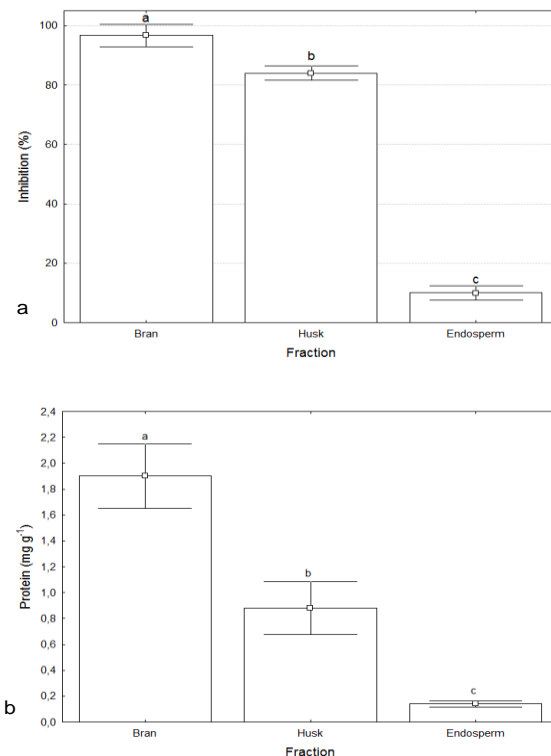 100
80
60
40
20
0
Inhibition (%)
a
b
c
Bran
Husk
Endosperm
Fraction
a
2,4
2,2
2,0
1,8
1,6
1,4
1,2
1,0
0,8
0,6
0,4
0,2
0,0
Protein (mg g-1)
a
b
c
Bran
Husk
Endosperm
Fraction
b